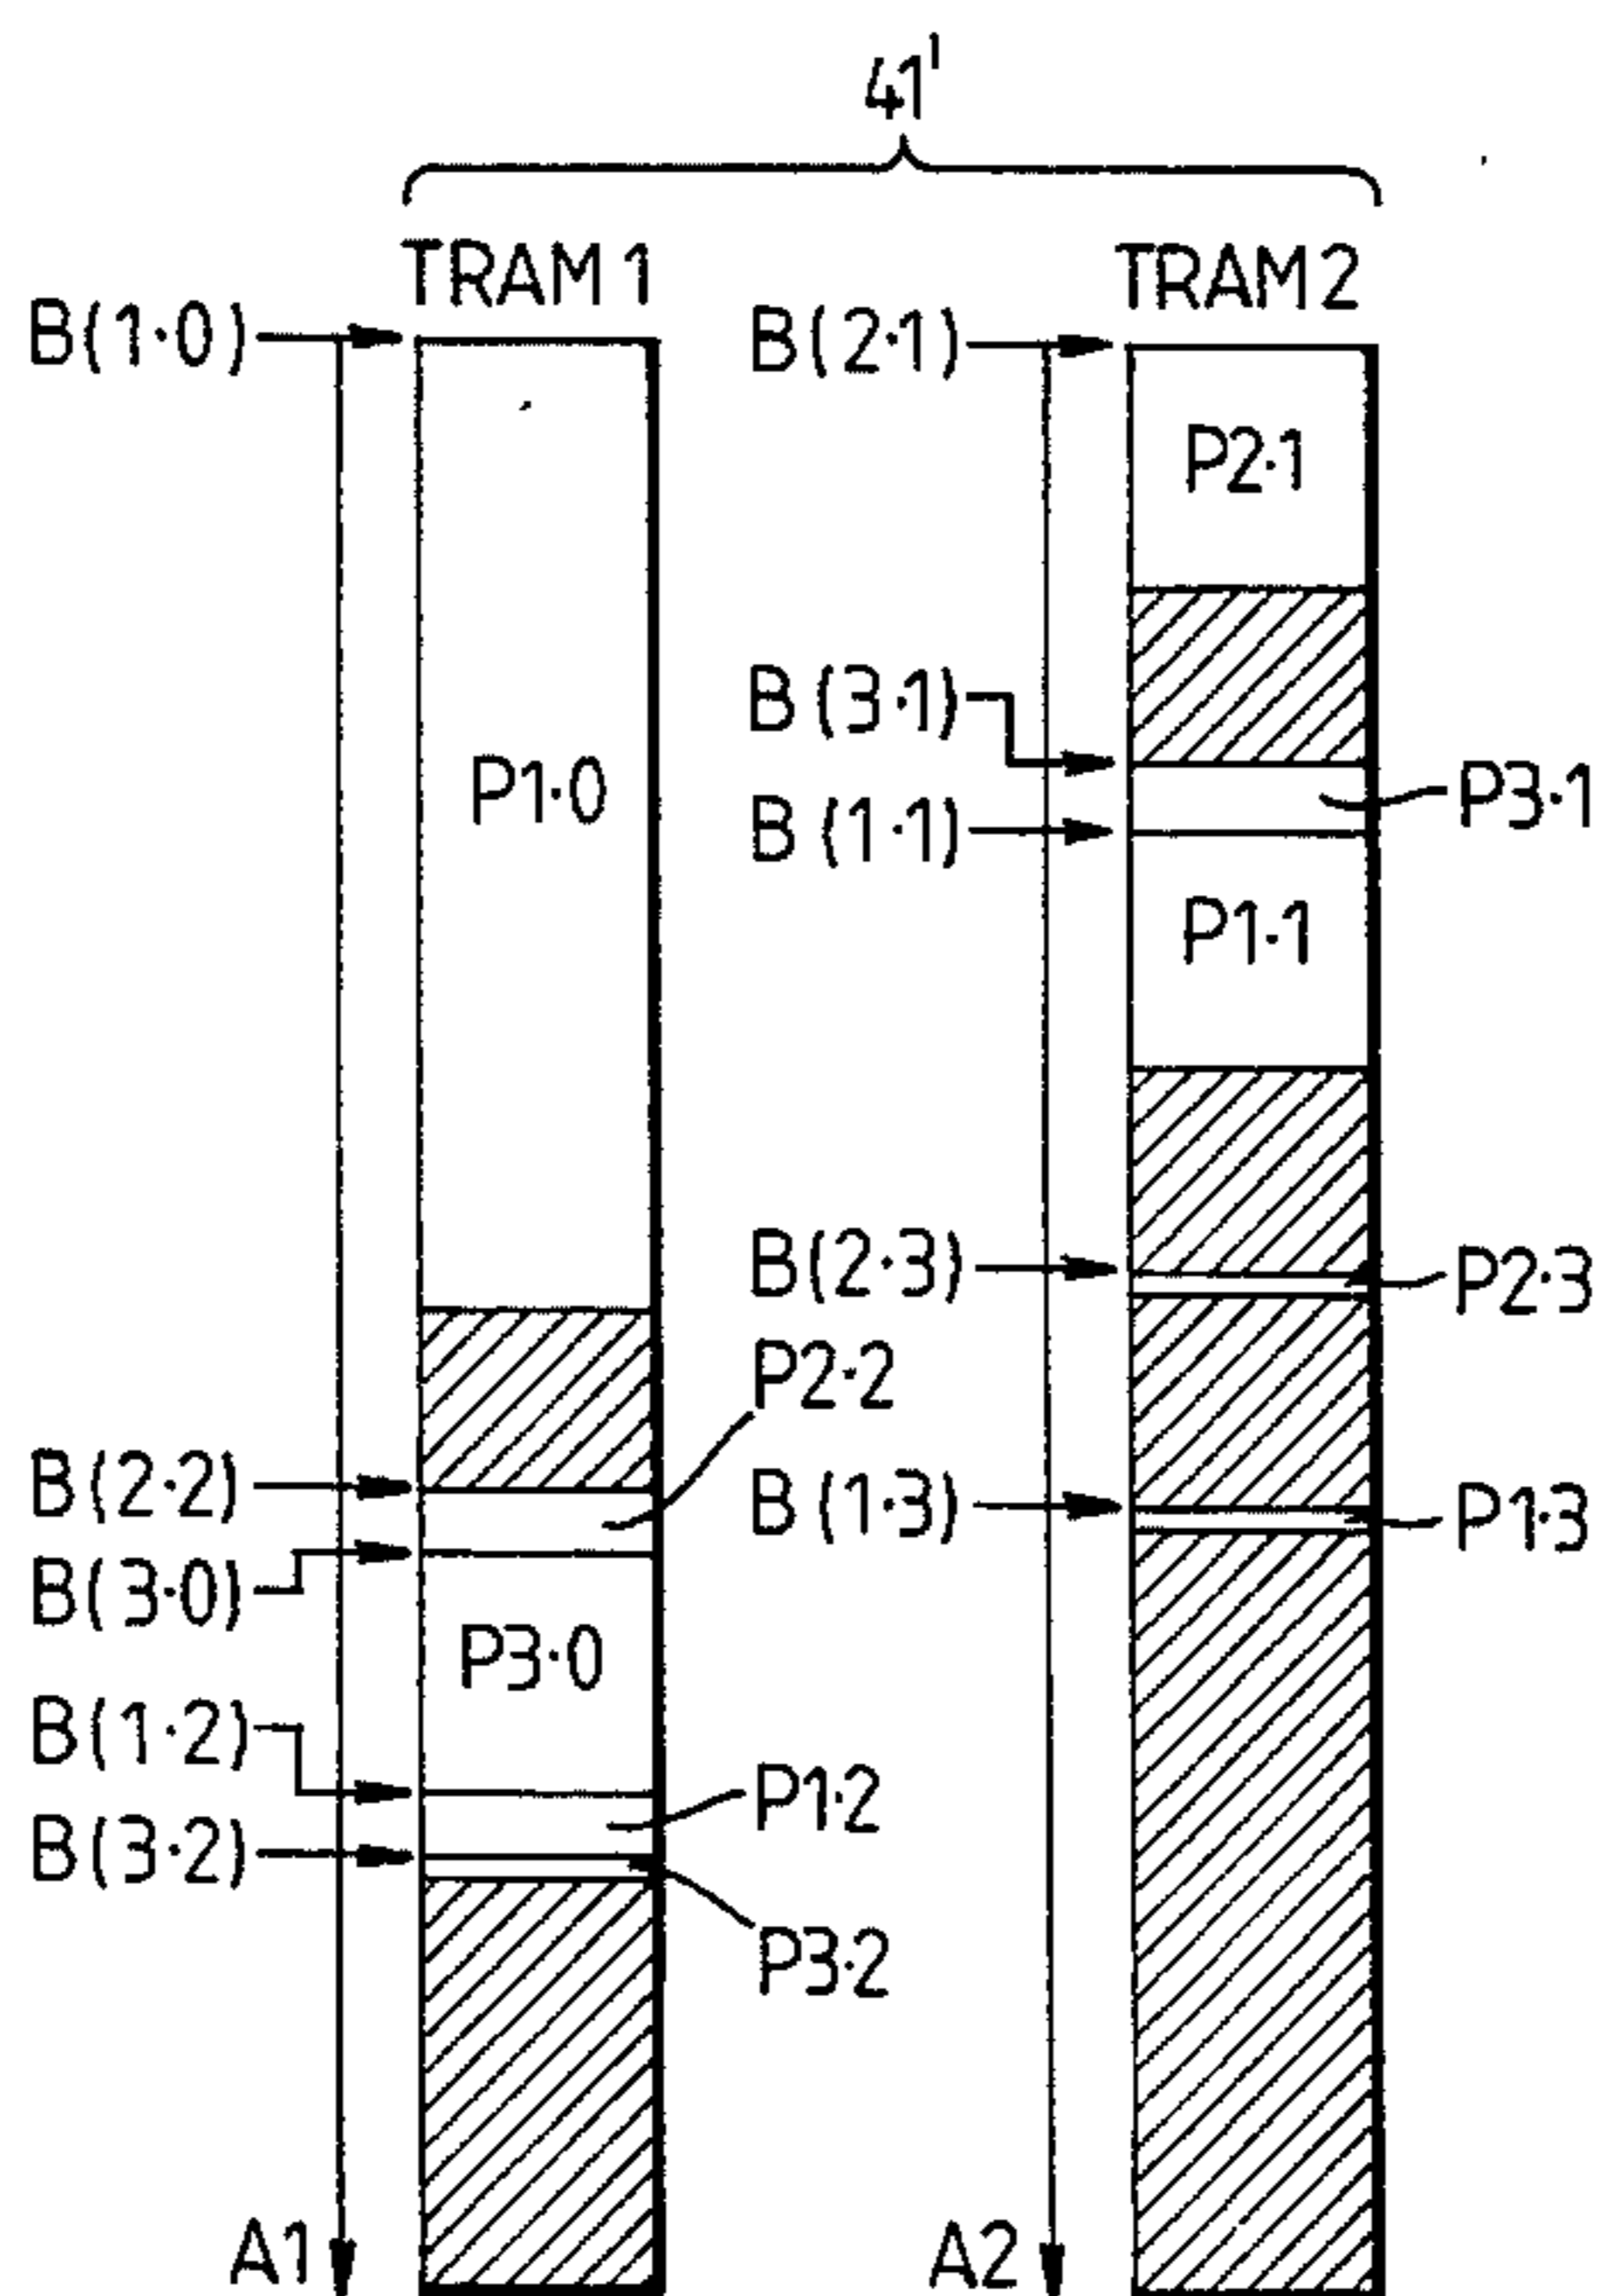 41'
TRAM 1
TRAM 2
B(1·0)
B(2·1)
P2·1
B(3·1)
P1·0
P3·1
B(1·1)
P1·1
B(2·3)
P2·3
P2·2
B(2·2)
B(1·3)
P1·3
B(3·0)
P3·0
B(1·2)
P1·2
B(3·2)
P3·2
A1
A2